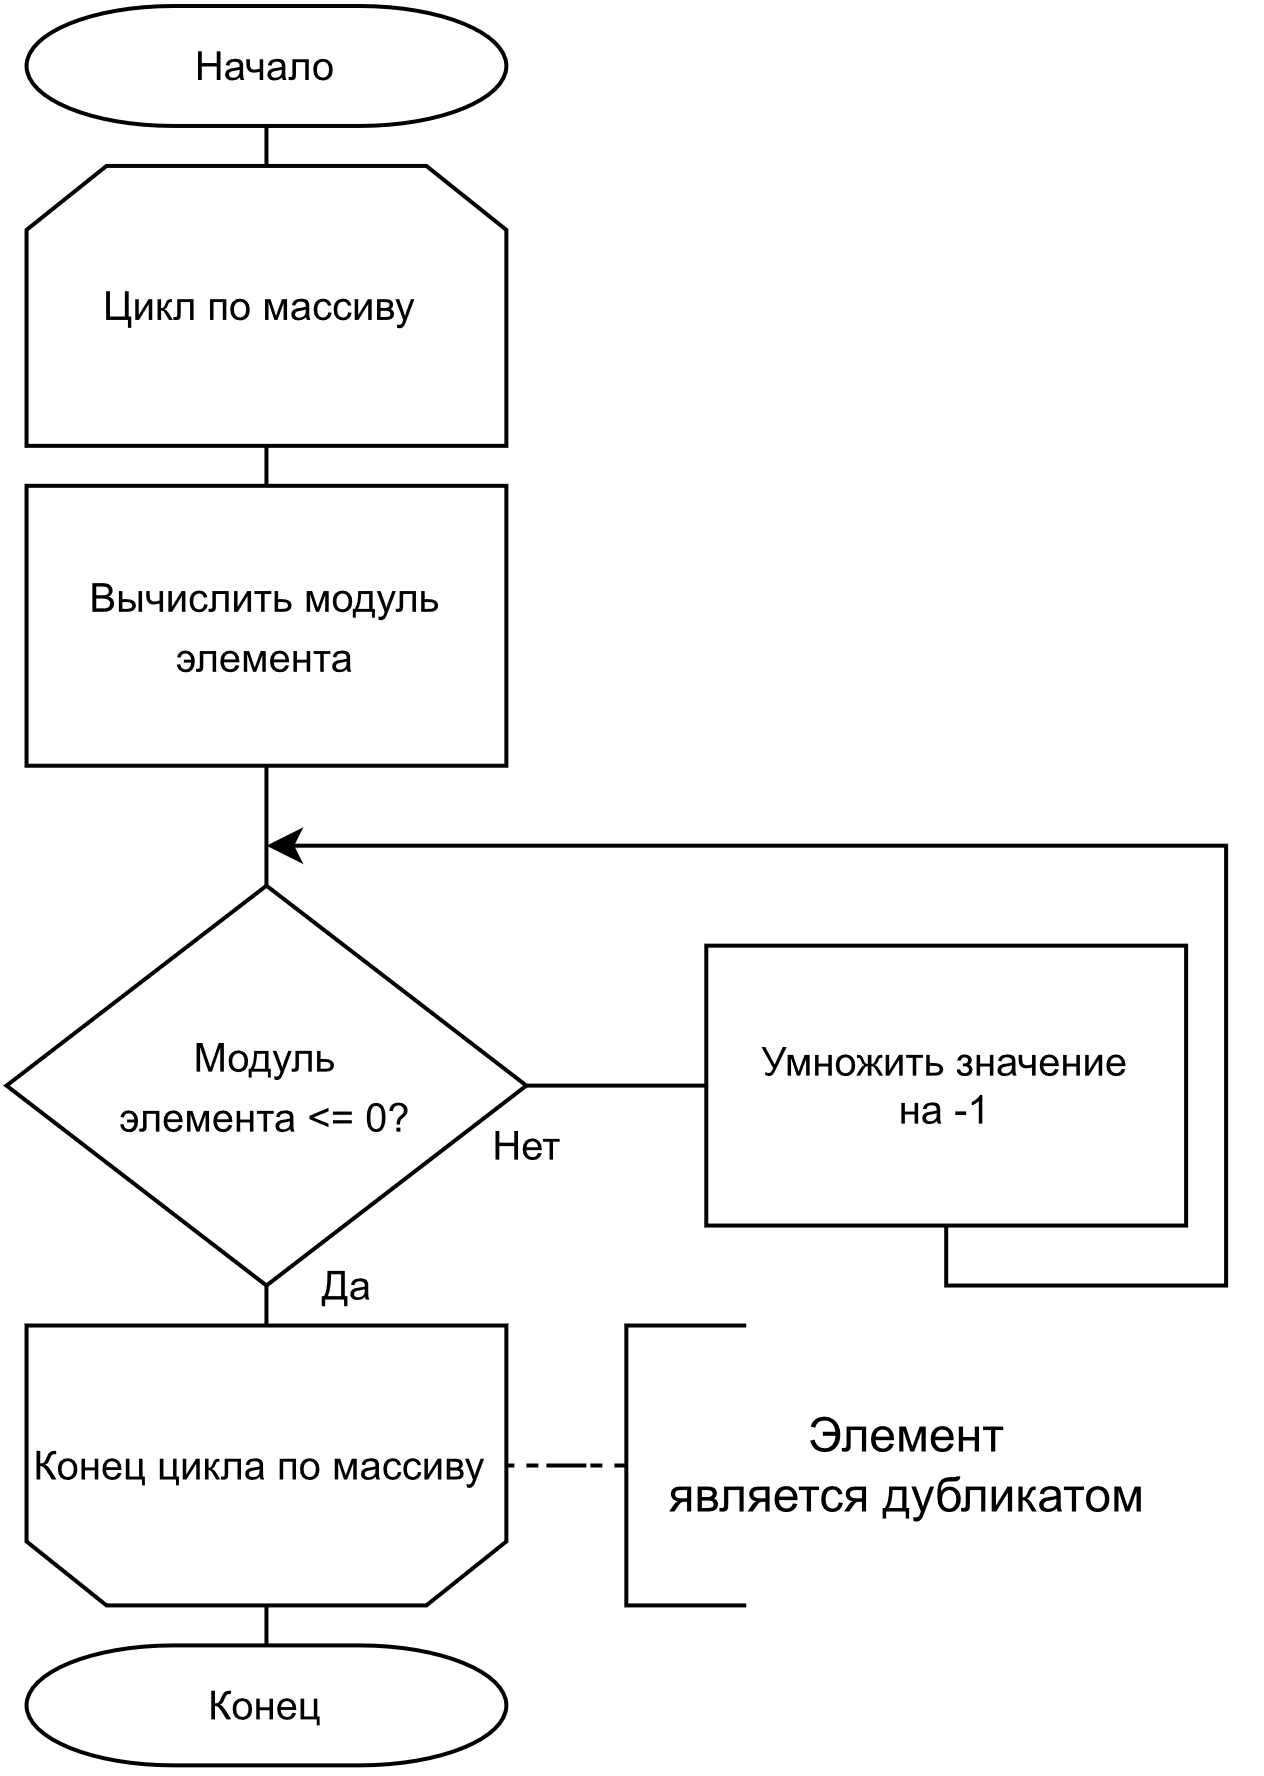 Начало
Цикл по массиву
Вычислить модуль
элемента
Модуль
элемента <= 0?
Нет
Умножить значение
на -1
Да
Конец цикла по массиву
Элемент
является дубликатом
Конец